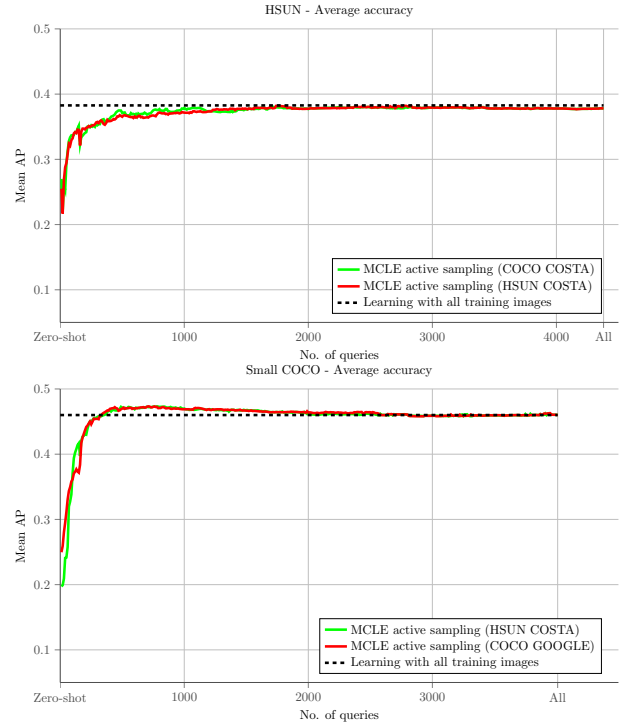 HSUN - Average accuracy
0.5
0.4
0.3
0.2
0.1
Mean AP
MCLE active sampling (COCO COSTA)
MCLE active sampling (HSUN COSTA)
Learning with all training images
Zero-shot 1000 2000 3000 4000 All
No. of queries
Small COCO - Average accuracy
0.5
0.4
0.3
0.2
0.1
Mean AP
MCLE active sampling (HSUN COSTA)
MCLE active sampling (COCO GOOGLE)
Learning with all training images
Zero-shot 1000 2000 3000 All
No. of queries